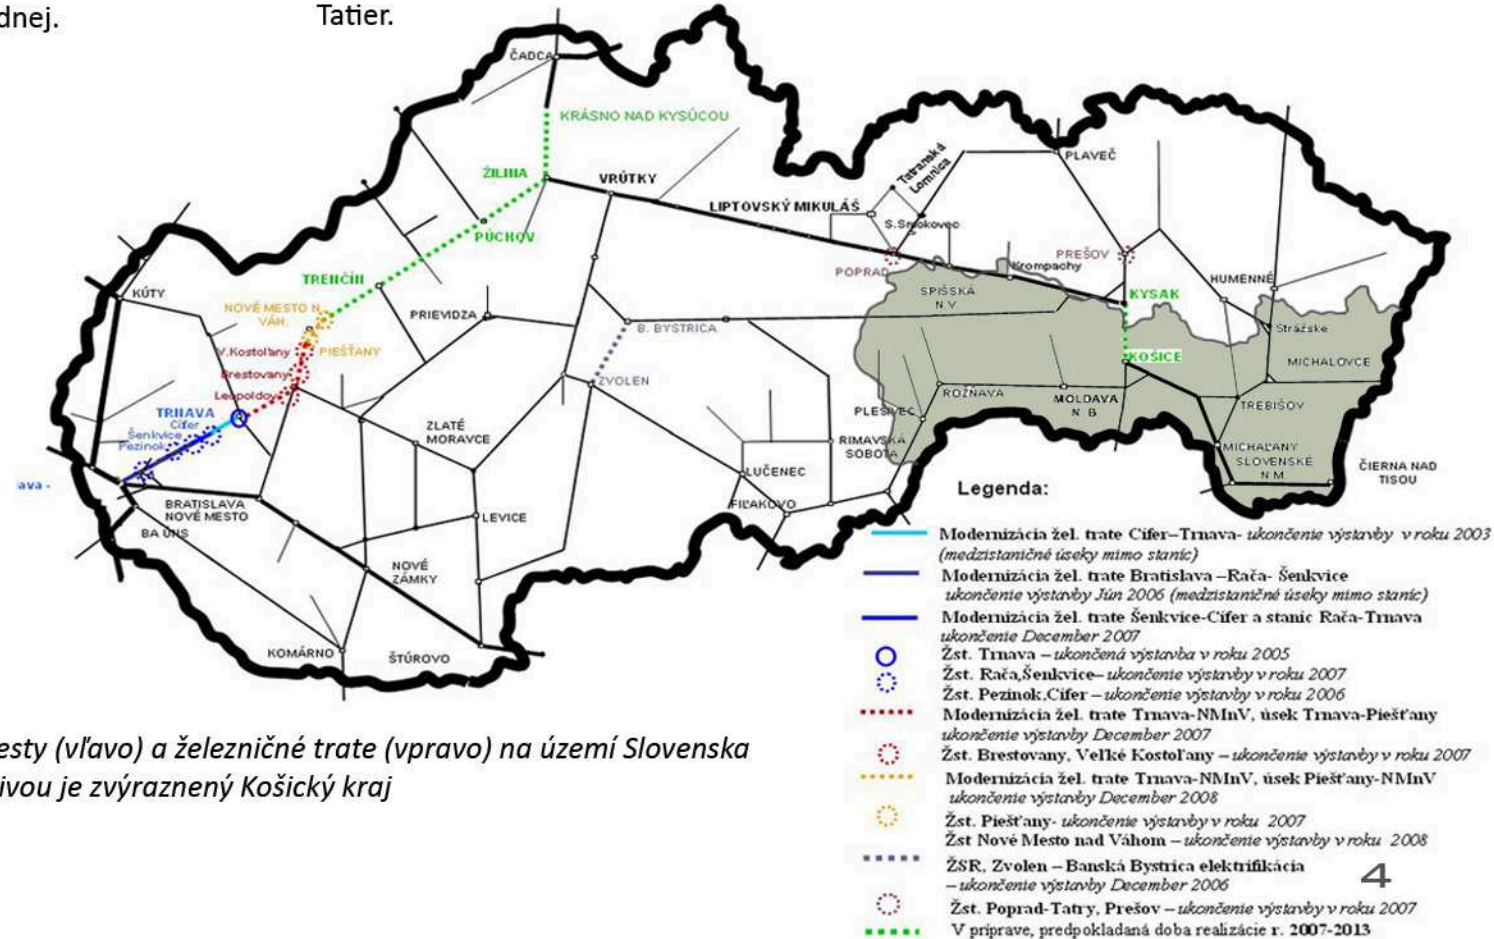 dnej.
Tatier.
ČADCA
KRÁSNO NAD KYSÚCOU
ŽILINA
VRÚTKY
PÚCHOV
TRENČÍN
LIPTOVSKÝ MIKULÁŠ
Tatranská
Lomnica
S.Smokovec
PLAVEČ
POPRAD
PREŠOV
Krompachy
HUMENNÉ
KYSAK
SPIŠSKÁ
N V
Strážske
MICHALOVCE
KOŠICE
KÚTY
NOVÉ MESTO N.
VÁH.
PRIEVIDZA
B. BYSTRICA
V.Kostoľany
PIEŠŤANY
Brestovany
Leopoldov
ZVOLEN
ROŽŇAVA
MOLDAVA
N B
TREBIŠOV
PLEŠIVEC
TRNAVA
Cífer
Šenkvice
Pezinok
ZLATÉ
MORAVCE
RIMAVSKÁ
SOBOTA
MICHAĽANY
SLOVENSKÉ
N M
ČIERNA NAD
TISOU
LUČENEC
FIĽAKOVO
ava -
BRATISLAVA
NOVÉ MESTO
BA ÚNS
LEVICE
NOVÉ
ZÁMKY
KOMÁRNO
ŠTÚROVO
Legenda:
Modernizácia žel. trate Cífer–Trnava- ukončenie výstavby v roku 2003
(medzistaničné úseky mimo staníc)
Modernizácia žel. trate Bratislava –Rača- Šenkvice
ukončenie výstavby Jún 2006 (medzistaničné úseky mimo staníc)
Modernizácia žel. trate Šenkvice-Cífer a staníc Rača-Trnava
ukončenie December 2007
Žst. Trnava – ukončená výstavba v roku 2005
Žst. Rača,Šenkvice– ukončenie výstavby v roku 2007
Žst. Pezinok,Cífer – ukončenie výstavby v roku 2006
Modernizácia žel. trate Trnava-NMnV, úsek Trnava-Piešťany
ukončenie výstavby December 2007
Žst. Brestovany, Veľké Kostoľany – ukončenie výstavby v roku 2007
Modernizácia žel. trate Trnava-NMnV, úsek Piešťany-NMnV
ukončenie výstavby December 2008
Žst. Piešťany- ukončenie výstavby v roku 2007
Žst Nové Mesto nad Váhom – ukončenie výstavby v roku 2008
ŽSR, Zvolen – Banská Bystrica elektrifikácia
– ukončenie výstavby December 2006
Žst. Poprad-Tatry, Prešov – ukončenie výstavby v roku 2007
V príprave, predpokladaná doba realizácie r. 2007-2013
esty (vľavo) a železničné trate (vpravo) na území Slovenska
ivou je zvýraznený Košický kraj
4